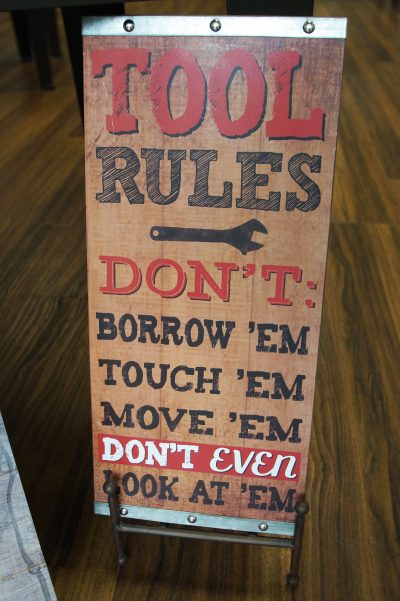 TOOL
RULES
DON'T:
BORROW 'EM
TOUCH 'EM
MOVE 'EM
DON'T EVEN
LOOK AT 'EM